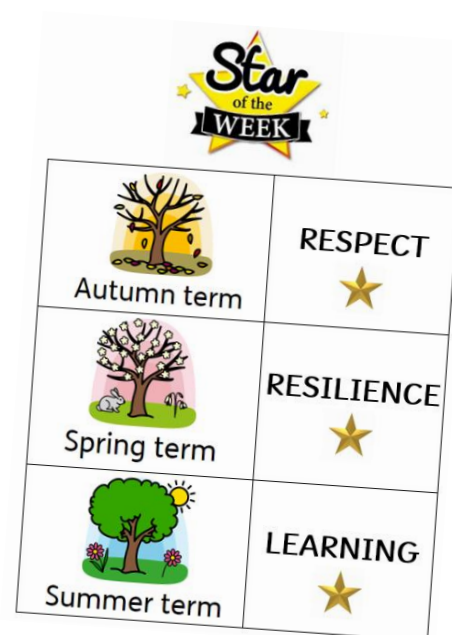 Star
of the
WEEK
RESPECT
Autumn term
RESILIENCE
Spring term
LEARNING
Summer term